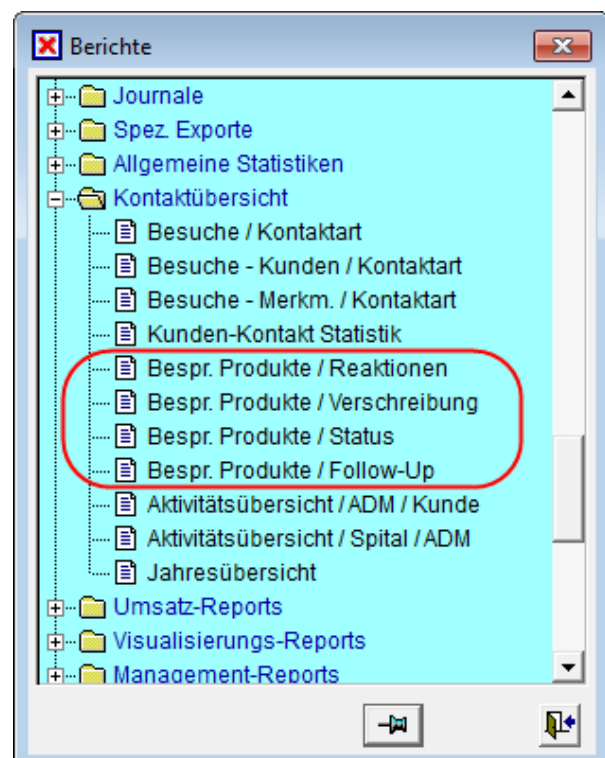 Berichte
Journale
Spez. Exporte
Allgemeine Statistiken
Kontaktübersicht
Besuche / Kontaktart
Besuche - Kunden / Kontaktart
Besuche - Merkm. / Kontaktart
Kunden-Kontakt Statistik
Bespr. Produkte / Reaktionen
Bespr. Produkte / Verschreibung
Bespr. Produkte / Status
Bespr. Produkte / Follow-Up
Aktivitätsübersicht / ADM / Kunde
Aktivitätsübersicht / Spital / ADM
Jahresübersicht
Umsatz-Reports
Visualisierungs-Reports
Management-Reports